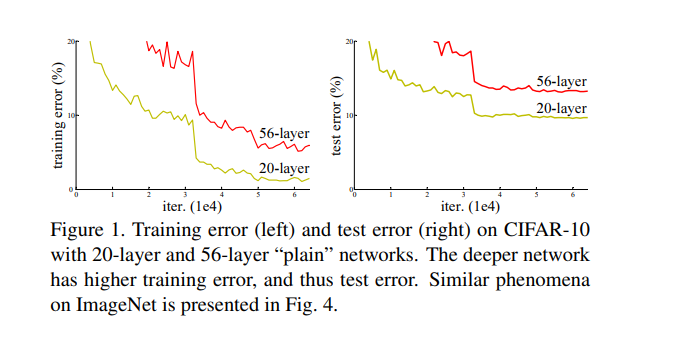 20
10
0
training error (%)
56-layer
20-layer
0 1 2 3 4 5 6
iter. (1e4)
20
10
0
test error (%)
56-layer
20-layer
0 1 2 3 4 5 6
iter. (1e4)
Figure 1. Training error (left) and test error (right) on CIFAR-10
with 20-layer and 56-layer “plain” networks. The deeper network
has higher training error, and thus test error. Similar phenomena
on ImageNet is presented in Fig. 4.